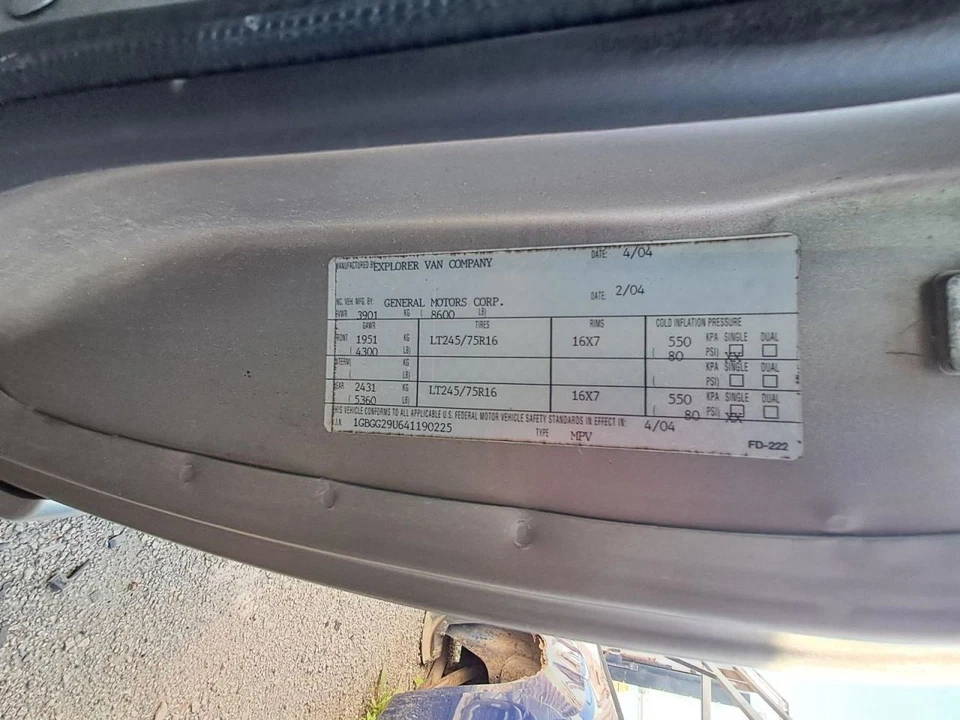 MANUFACTURED B EXPLORER VAN COMPANY DATE: 4/04
NC. VEH. MFG. BY: GENERAL MOTORS CORP. DATE: 2/04
GVWR 3901 KG ( 8600 LB)
GAWR TIRES RIMS COLD INFLATION PRESSURE
FRONT 1951 KG LT245/75R16 16X7 550 KPA SINGLE DUAL
( 4300 LB) ( 80 PSI) XX
INTERM( KG KPA SINGLE DUAL
( LB) ( PSI)
REAR 2431 KG LT245/75R16 16X7 550 KPA SINGLE DUAL
( 5360 LB) ( 80 PSI) XX
THIS VEHICLE CONFORMS TO ALL APPLICABLE U.S. FEDERAL MOTOR VEHICLE SAFETY STANDARDS IN EFFECT IN: 4/04
V.I.N. 1GBGG29U641190225 TYPE MPV FD-222